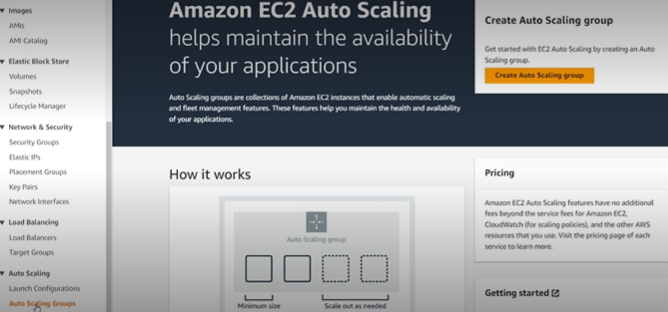 Images
AMIs
AMI Catalog
Elastic Block Store
Volumes
Snapshots
Lifecycle Manager
Network & Security
Security Groups
Elastic IPs
Placement Groups
Key Pairs
Network Interfaces
Load Balancing
Load Balancers
Target Groups
Auto Scaling
Launch Configurations
Auto Scaling Groups
Amazon EC2 Auto Scaling
helps maintain the availability
of your applications
Auto Scaling groups are collections of Amazon EC2 instances that enable automatic scaling
and fleet management features. These features help you maintain the health and availability
of your applications.
How it works
Auto Scaling group
Minimum size
Scale out as needed
Create Auto Scaling group
Get started with EC2 Auto Scaling by creating an Auto
Scaling group.
Create Auto Scaling group
Pricing
Amazon EC2 Auto Scaling features have no additional
fees beyond the service fees for Amazon EC2,
CloudWatch (for scaling policies), and the other AWS
resources that you use. Visit the pricing page of each
service to learn more.
Getting started